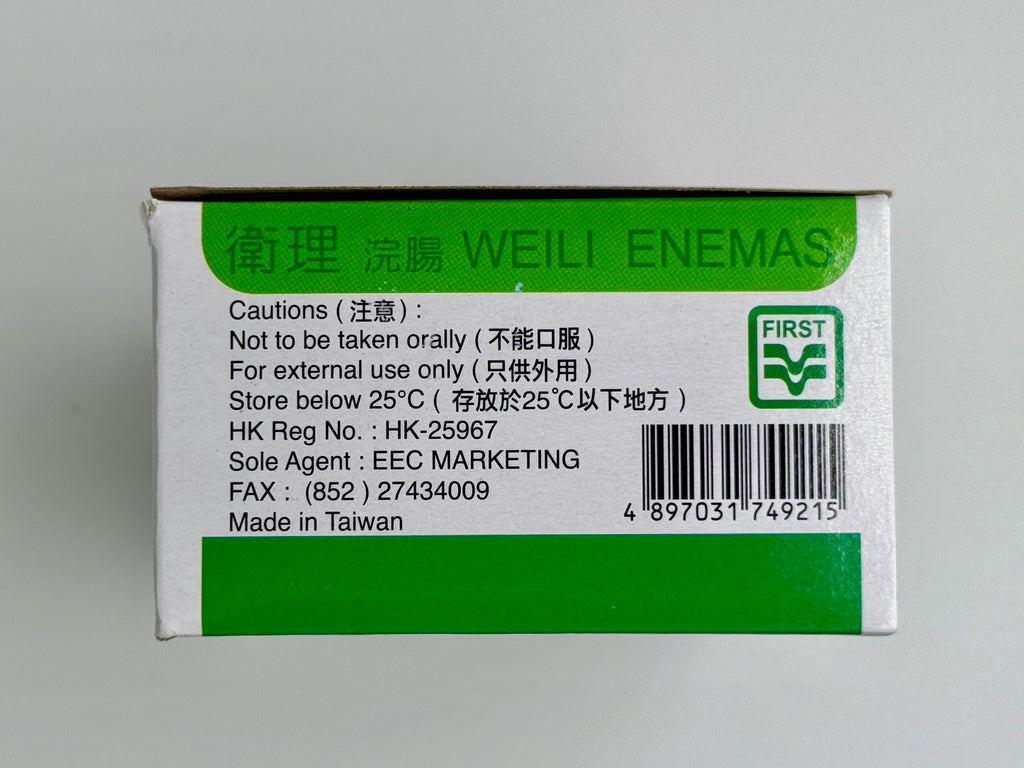 衛理 浣腸 WEILI ENEMAS
Cautions ( 注意 ) :
Not to be taken orally ( 不能口服 )
For external use only ( 只供外用 )
Store below 25°C ( 存放於25℃以下地方 )
HK Reg No. : HK-25967
Sole Agent : EEC MARKETING
FAX : (852 ) 27434009
Made in Taiwan
FIRST
4 897031 749215